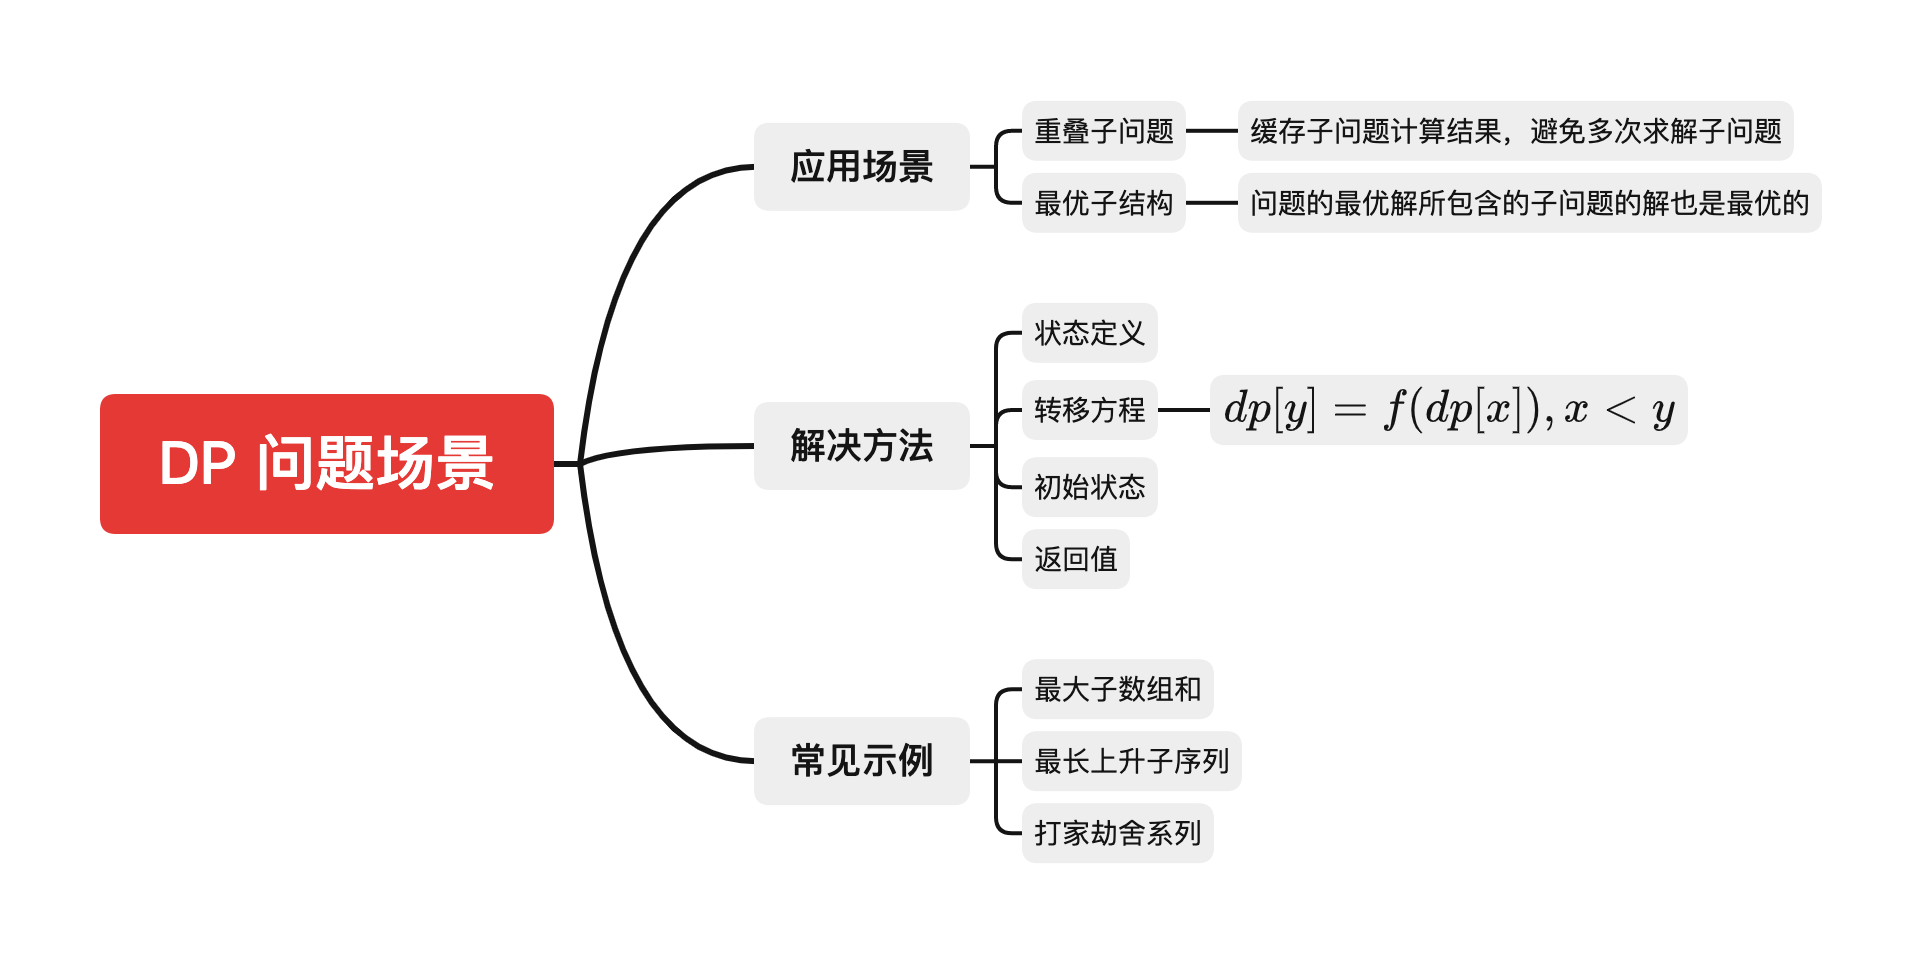 DP 问题场景
应用场景
重叠子问题
缓存子问题计算结果，避免多次求解子问题
最优子结构
问题的最优解所包含的子问题的解也是最优的
解决方法
状态定义
转移方程
dp[y] = f(dp[x]), x < y
初始状态
返回值
常见示例
最大子数组和
最长上升子序列
打家劫舍系列